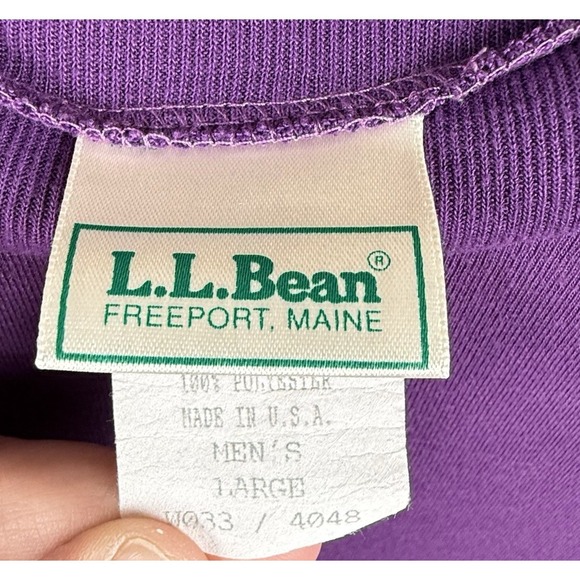 L.L.Bean®
FREEPORT, MAINE
100% POLYESTER
MADE IN U.S.A.
MEN'S
LARGE
W033 / 4048